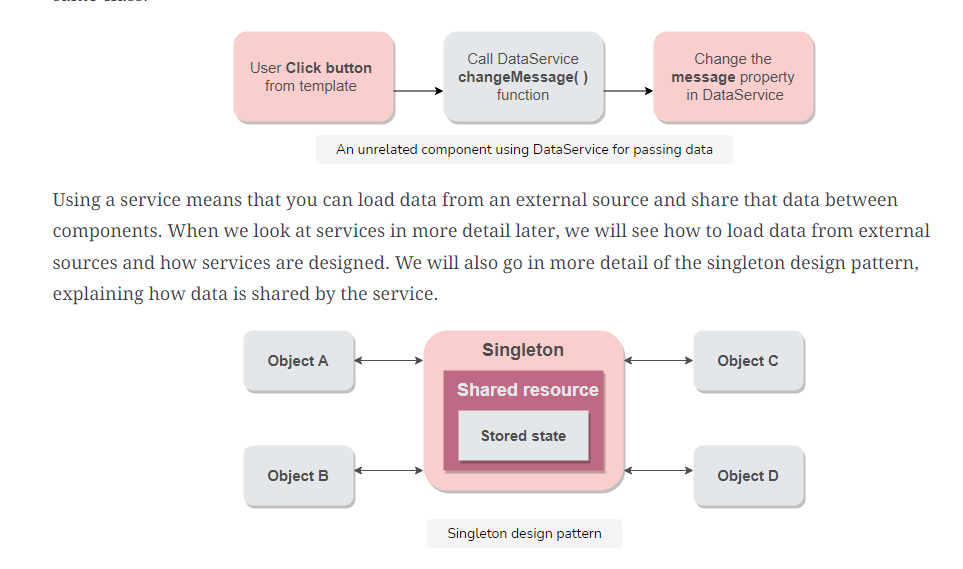 User Click button
from template
Call DataService
changeMessage( )
function
Change the
message property
in DataService
An unrelated component using DataService for passing data
Using a service means that you can load data from an external source and share that data between
components. When we look at services in more detail later, we will see how to load data from external
sources and how services are designed. We will also go in more detail of the singleton design pattern,
explaining how data is shared by the service.
Object A
Object B
Singleton
Shared resource
Stored state
Object C
Object D
Singleton design pattern